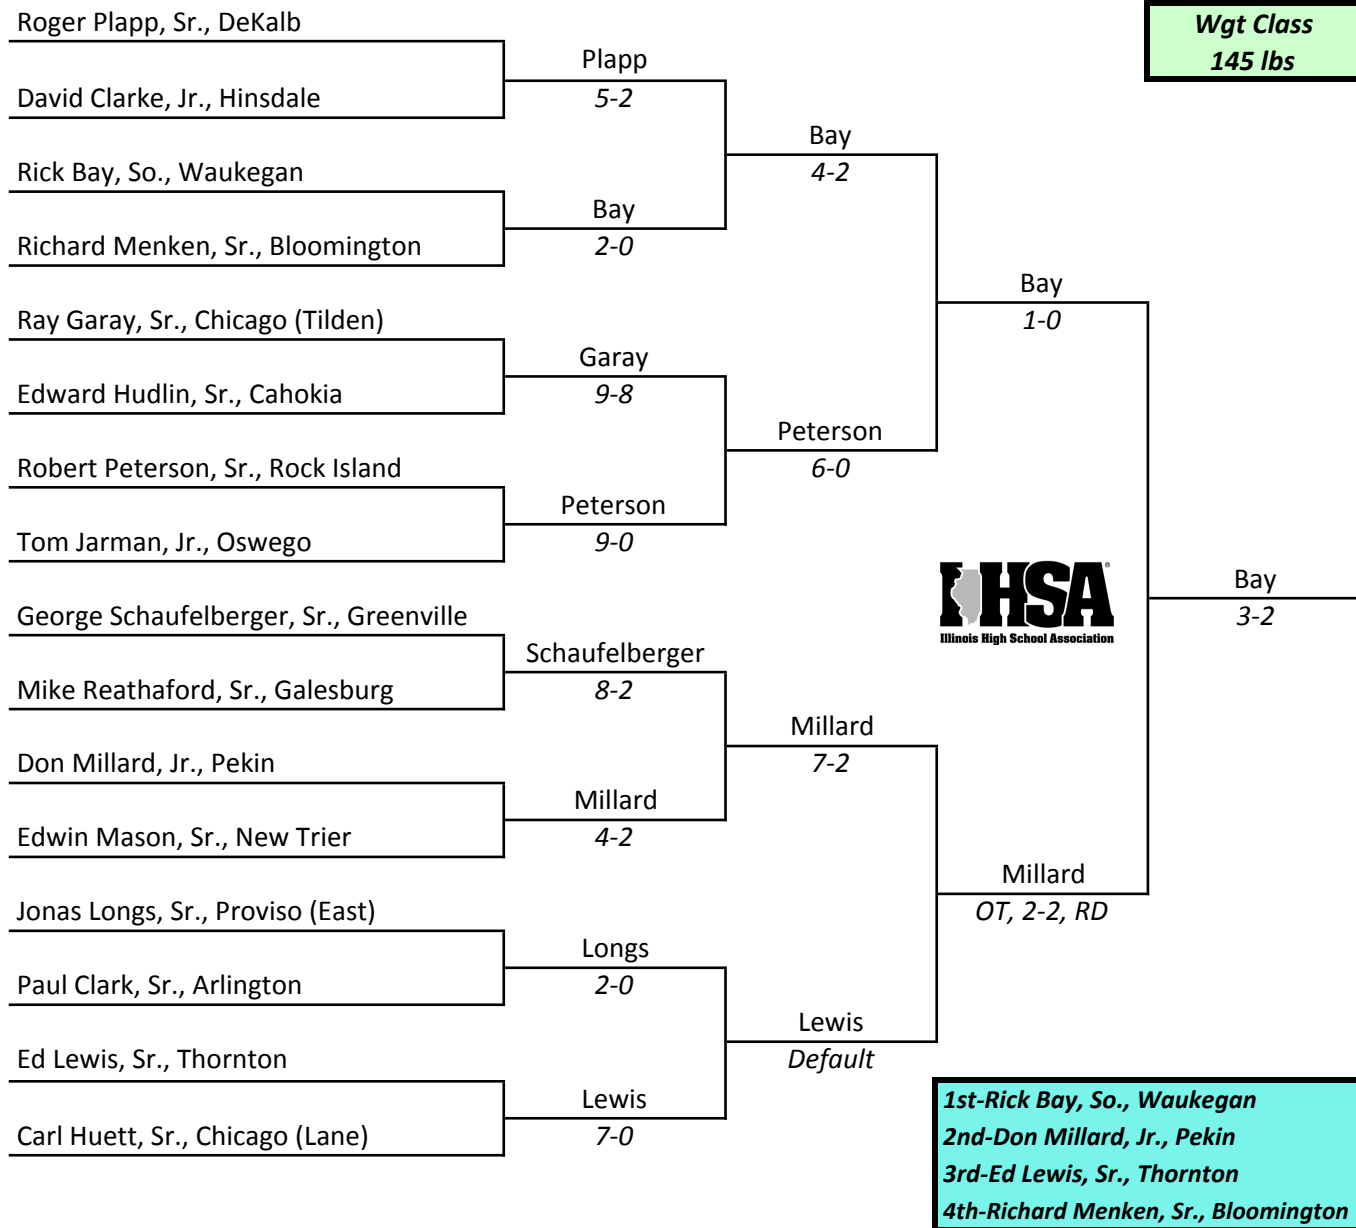 Roger Plapp, Sr., DeKalb
David Clarke, Jr., Hinsdale
Rick Bay, So., Waukegan
Richard Menken, Sr., Bloomington
Ray Garay, Sr., Chicago (Tilden)
Edward Hudlin, Sr., Cahokia
Robert Peterson, Sr., Rock Island
Tom Jarman, Jr., Oswego
George Schaufelberger, Sr., Greenville
Mike Reathaford, Sr., Galesburg
Don Millard, Jr., Pekin
Edwin Mason, Sr., New Trier
Jonas Longs, Sr., Proviso (East)
Paul Clark, Sr., Arlington
Ed Lewis, Sr., Thornton
Carl Huett, Sr., Chicago (Lane)
Plapp
5-2
Bay
2-0
Garay
9-8
Peterson
9-0
Schaufelberger
8-2
Millard
4-2
Longs
2-0
Lewis
7-0
Bay
4-2
Peterson
6-0
Millard
7-2
Lewis
Default
Bay
1-0
Millard
OT, 2-2, RD
Bay
3-2
Wgt Class
145 lbs
IHSA®
Illinois High School Association
1st-Rick Bay, So., Waukegan
2nd-Don Millard, Jr., Pekin
3rd-Ed Lewis, Sr., Thornton
4th-Richard Menken, Sr., Bloomington